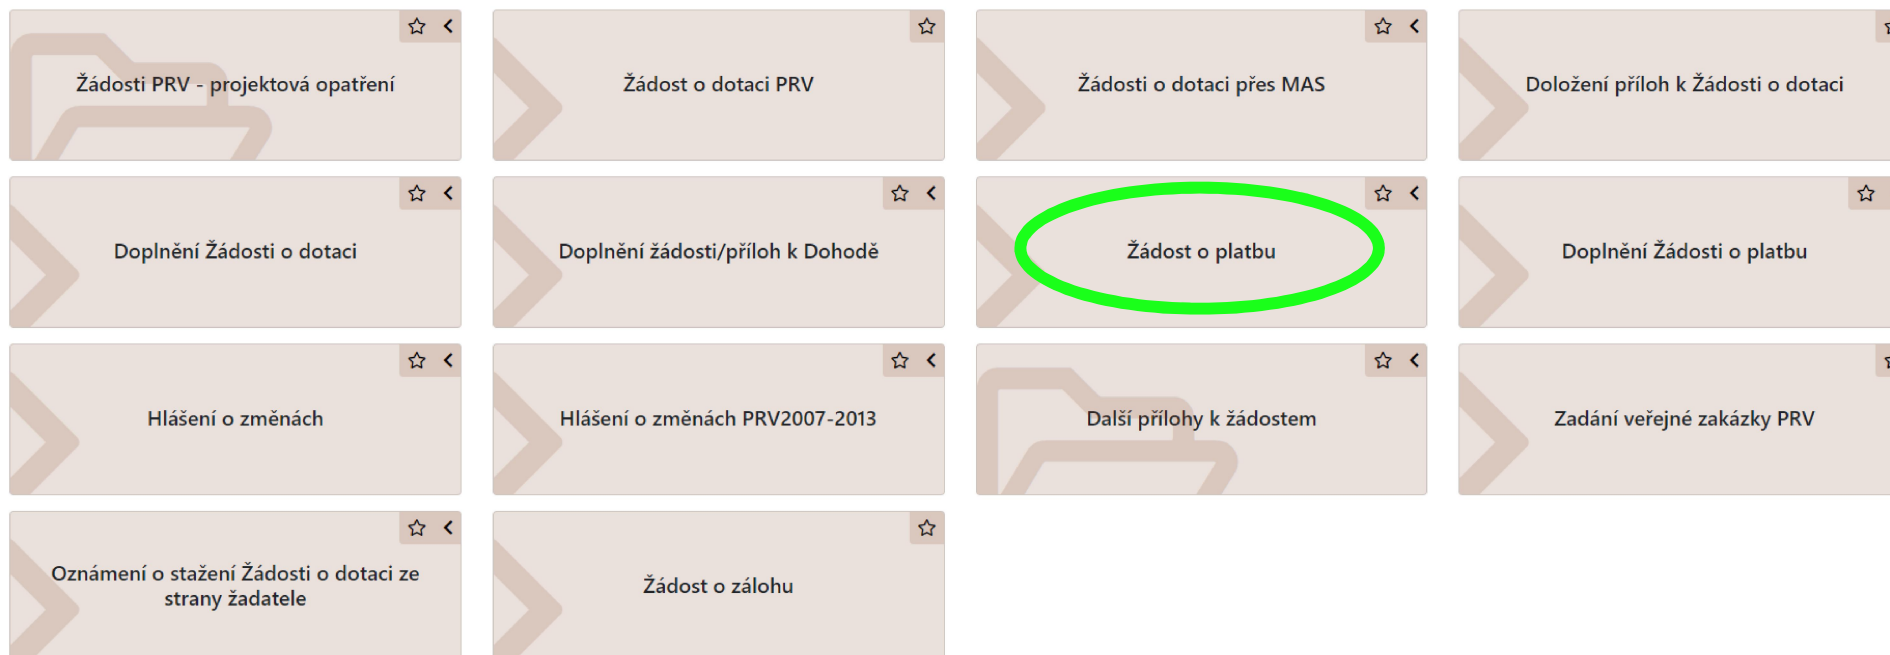 Žádosti PRV - projektová opatření
Žádost o dotaci PRV
Žádosti o dotaci přes MAS
Doložení příloh k Žádosti o dotaci
Doplnění Žádosti o dotaci
Doplnění žádosti/příloh k Dohodě
Žádost o platbu
Doplnění Žádosti o platbu
Hlášení o změnách
Hlášení o změnách PRV2007-2013
Další přílohy k žádostem
Zadání veřejné zakázky PRV
Oznámení o stažení Žádosti o dotaci ze
strany žadatele
Žádost o zálohu